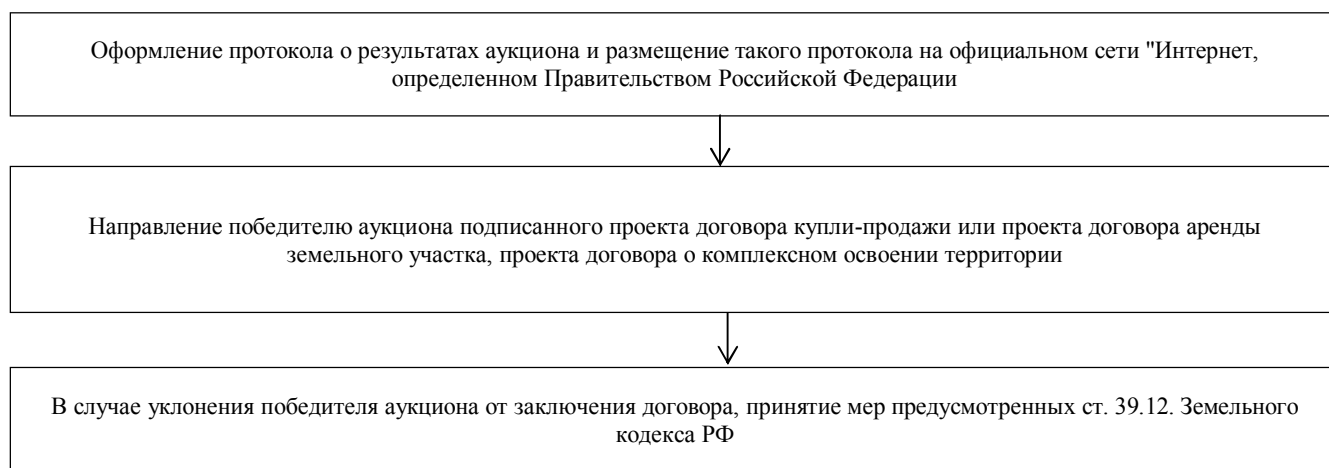 Оформление протокола о результатах аукциона и размещение такого протокола на официальном сети "Интернет,
определенном Правительством Российской Федерации
Направление победителю аукциона подписанного проекта договора купли-продажи или проекта договора аренды
земельного участка, проекта договора о комплексном освоении территории
В случае уклонения победителя аукциона от заключения договора, принятие мер предусмотренных ст. 39.12. Земельного
кодекса РФ